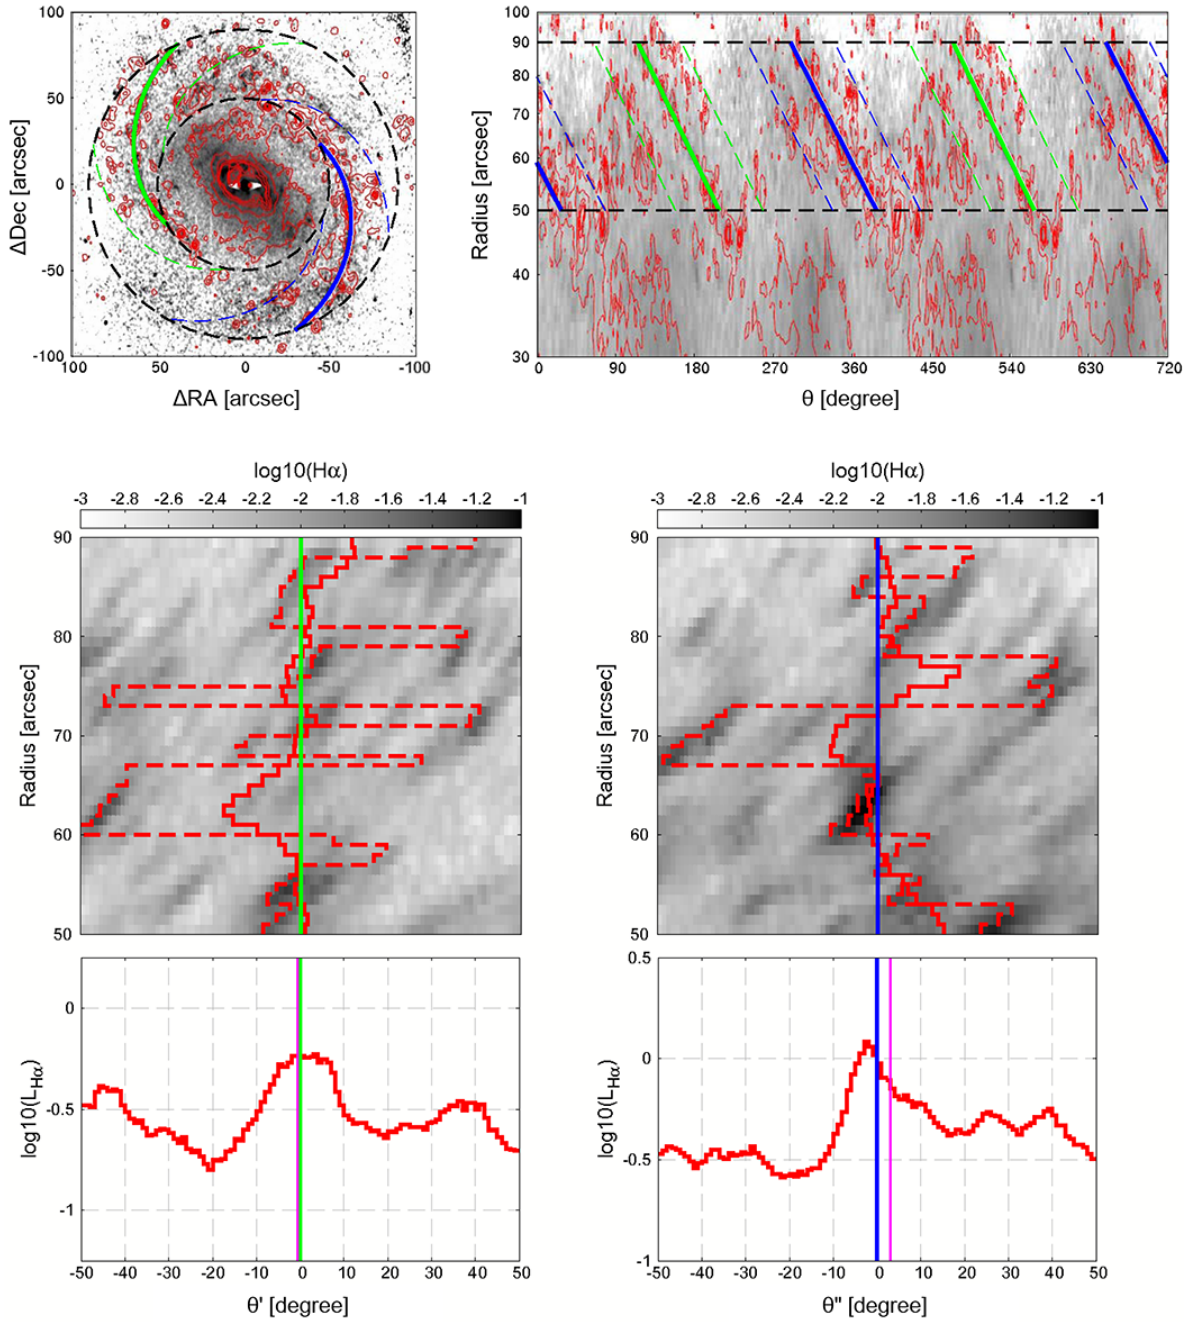 100
50
0
-50
-100
ΔDec [arcsec]
100 50 0 -50 -100
ΔRA [arcsec]
100
90
80
70
60
50
40
30
Radius [arcsec]
0 90 180 270 360 450 540 630 720
θ [degree]
log10(Hα)
-3 -2.8 -2.6 -2.4 -2.2 -2 -1.8 -1.6 -1.4 -1.2 -1
90
80
70
60
50
Radius [arcsec]
log10(Hα)
-3 -2.8 -2.6 -2.4 -2.2 -2 -1.8 -1.6 -1.4 -1.2 -1
90
80
70
60
50
Radius [arcsec]
0
-0.5
-1
log10(L_Hα)
-50 -40 -30 -20 -10 0 10 20 30 40 50
θ' [degree]
0.5
0
-0.5
-1
log10(L_Hα)
-50 -40 -30 -20 -10 0 10 20 30 40 50
θ" [degree]